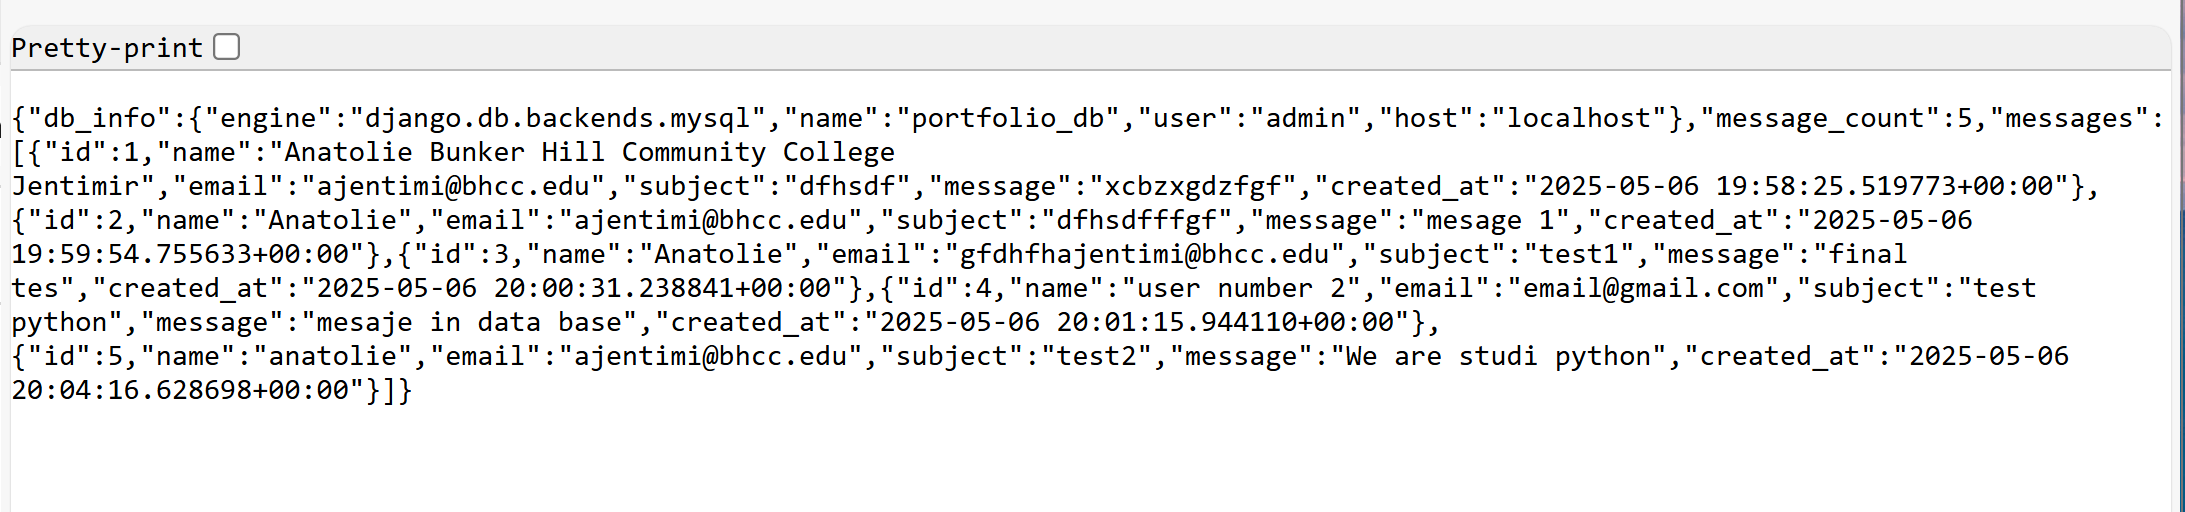 Pretty-print
{"db_info":{"engine":"django.db.backends.mysql","name":"portfolio_db","user":"admin","host":"localhost"},"message_count":5,"messages":
[{"id":1,"name":"Anatolie Bunker Hill Community College
Jentimir","email":"ajentimi@bhcc.edu","subject":"dfhsdf","message":"xcbzxgdzfgf","created_at":"2025-05-06 19:58:25.519773+00:00"},
{"id":2,"name":"Anatolie","email":"ajentimi@bhcc.edu","subject":"dfhsdfffgf","message":"mesage 1","created_at":"2025-05-06
19:59:54.755633+00:00"},{"id":3,"name":"Anatolie","email":"gfdhfhajentimi@bhcc.edu","subject":"test1","message":"final
tes","created_at":"2025-05-06 20:00:31.238841+00:00"},{"id":4,"name":"user number 2","email":"email@gmail.com","subject":"test
python","message":"mesaje in data base","created_at":"2025-05-06 20:01:15.944110+00:00"},
{"id":5,"name":"anatolie","email":"ajentimi@bhcc.edu","subject":"test2","message":"We are studi python","created_at":"2025-05-06
20:04:16.628698+00:00"}]}